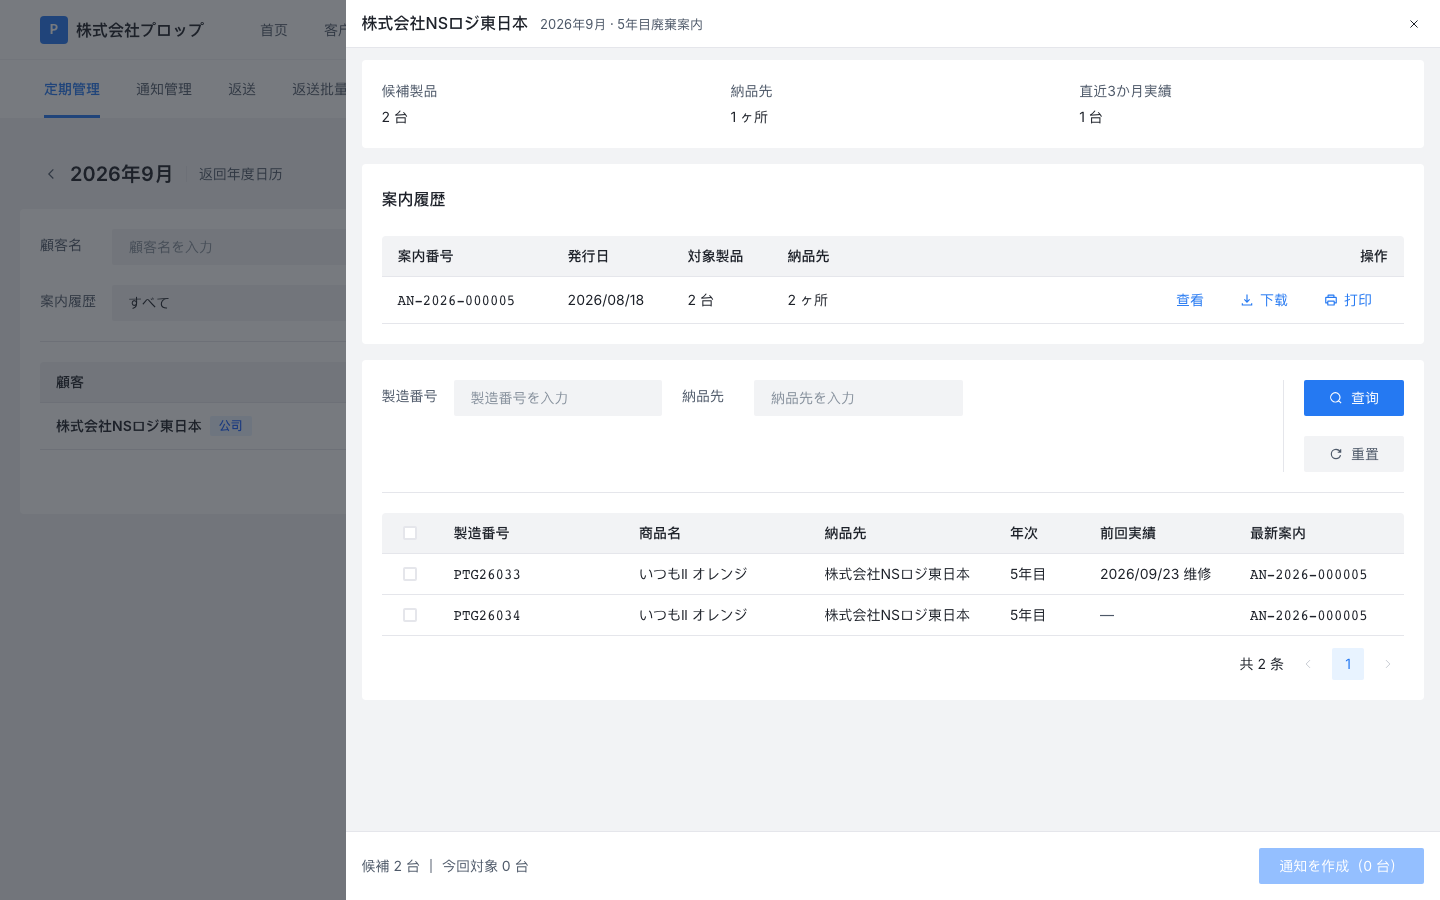 P 株式会社プロップ 首页 客户
定期管理 通知管理 返送 返送批量
2026年9月 返回年度日历
顧客名 顧客名を入力
案内履歴 すべて
顧客
株式会社NSロジ東日本 公司
株式会社NSロジ東日本 2026年9月 · 5年目廃棄案内
候補製品 納品先 直近3か月実績
2 台 1 ヶ所 1 台
案内履歴
案内番号 発行日 対象製品 納品先 操作
AN-2026-000005 2026/08/18 2 台 2 ヶ所 查看 下载 打印
製造番号 製造番号を入力 納品先 納品先を入力 查询
重置
製造番号 商品名 納品先 年次 前回実績 最新案内
PTG26033 いつもII オレンジ 株式会社NSロジ東日本 5年目 2026/09/23 维修 AN-2026-000005
PTG26034 いつもII オレンジ 株式会社NSロジ東日本 5年目 — AN-2026-000005
共 2 条 1
候補 2 台 | 今回対象 0 台 通知を作成（0 台）